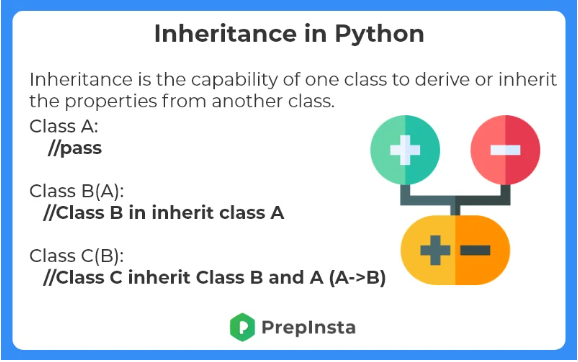 Inheritance in Python
Inheritance is the capability of one class to derive or inherit
the properties from another class.
Class A:
//pass
Class B(A):
//Class B in inherit class A
Class C(B):
//Class C inherit Class B and A (A->B)
PrepInsta